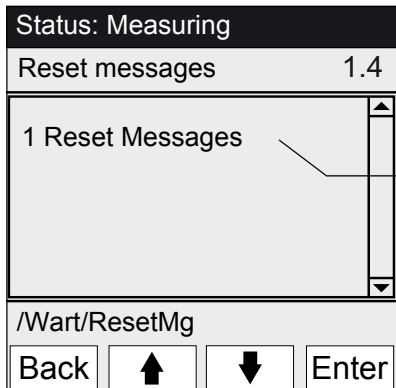 Status: Measuring
Reset messages 1.4
1 Reset Messages
/Wart/ResetMg
Back Enter